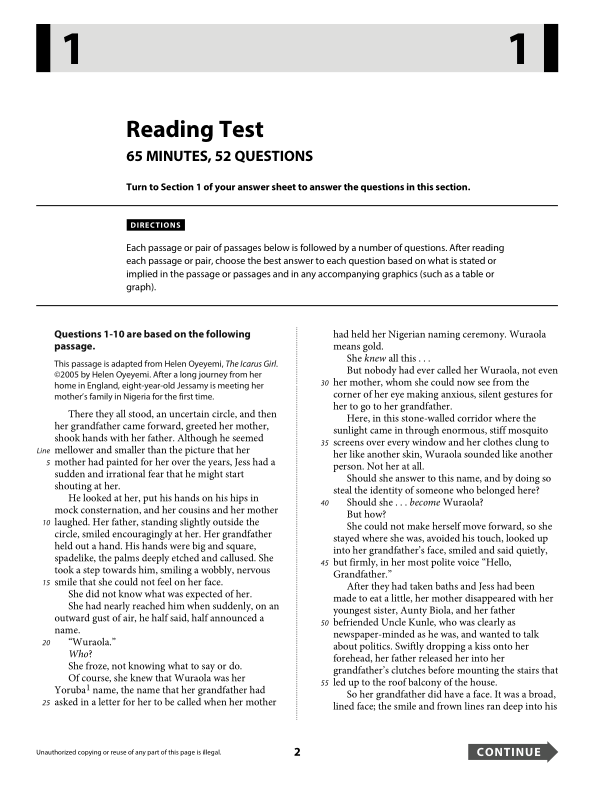 1
1
Reading Test
65 MINUTES, 52 QUESTIONS
Turn to Section 1 of your answer sheet to answer the questions in this section.
DIRECTIONS
Each passage or pair of passages below is followed by a number of questions. After reading
each passage or pair, choose the best answer to each question based on what is stated or
implied in the passage or passages and in any accompanying graphics (such as a table or
graph).
Questions 1-10 are based on the following
passage.
This passage is adapted from Helen Oyeyemi, The Icarus Girl.
©2005 by Helen Oyeyemi. After a long journey from her
home in England, eight-year-old Jessamy is meeting her
mother’s family in Nigeria for the first time.
There they all stood, an uncertain circle, and then
her grandfather came forward, greeted her mother,
shook hands with her father. Although he seemed
Line mellower and smaller than the picture that her
5 mother had painted for her over the years, Jess had a
sudden and irrational fear that he might start
shouting at her.
He looked at her, put his hands on his hips in
mock consternation, and her cousins and her mother
10 laughed. Her father, standing slightly outside the
circle, smiled encouragingly at her. Her grandfather
held out a hand. His hands were big and square,
spadelike, the palms deeply etched and callused. She
took a step towards him, smiling a wobbly, nervous
15 smile that she could not feel on her face.
She did not know what was expected of her.
She had nearly reached him when suddenly, on an
outward gust of air, he half said, half announced a
name.
20 “Wuraola.”
Who?
She froze, not knowing what to say or do.
Of course, she knew that Wuraola was her
Yoruba1 name, the name that her grandfather had
25 asked in a letter for her to be called when her mother
had held her Nigerian naming ceremony. Wuraola
means gold.
She knew all this . . .
But nobody had ever called her Wuraola, not even
30 her mother, whom she could now see from the
corner of her eye making anxious, silent gestures for
her to go to her grandfather.
Here, in this stone-walled corridor where the
sunlight came in through enormous, stiff mosquito
35 screens over every window and her clothes clung to
her like another skin, Wuraola sounded like another
person. Not her at all.
Should she answer to this name, and by doing so
steal the identity of someone who belonged here?
40 Should she . . . become Wuraola?
But how?
She could not make herself move forward, so she
stayed where she was, avoided his touch, looked up
into her grandfather’s face, smiled and said quietly,
45 but firmly, in her most polite voice “Hello,
Grandfather.”
After they had taken baths and Jess had been
made to eat a little, her mother disappeared with her
youngest sister, Aunty Biola, and her father
50 befriended Uncle Kunle, who was clearly as
newspaper-minded as he was, and wanted to talk
about politics. Swiftly dropping a kiss onto her
forehead, her father released her into her
grandfather’s clutches before mounting the stairs that
55 led up to the roof balcony of the house.
So her grandfather did have a face. It was a broad,
lined face; the smile and frown lines ran deep into his
Unauthorized copying or reuse of any part of this page is illegal.
2
CONTINUE